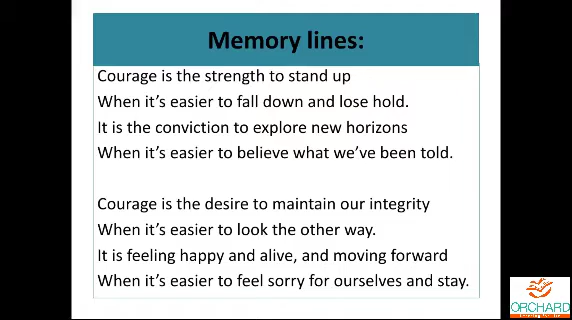 Memory lines:
Courage is the strength to stand up
When it’s easier to fall down and lose hold.
It is the conviction to explore new horizons
When it’s easier to believe what we’ve been told.
Courage is the desire to maintain our integrity
When it’s easier to look the other way.
It is feeling happy and alive, and moving forward
When it’s easier to feel sorry for ourselves and stay.
ORCHARD